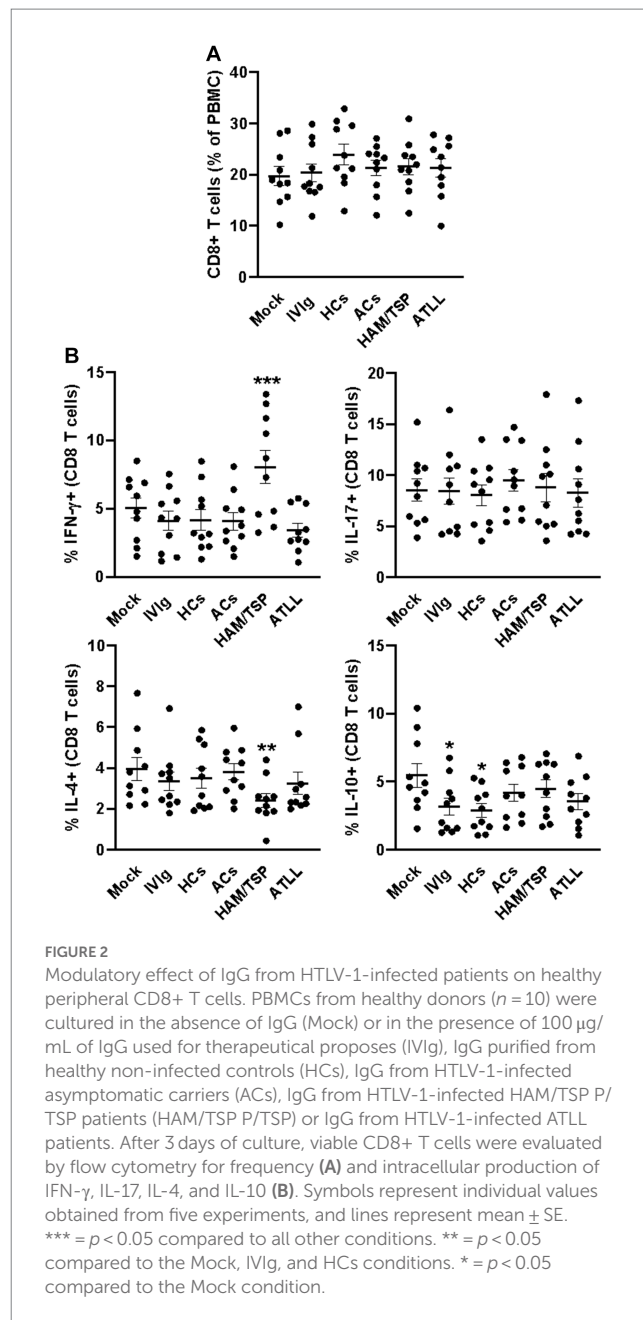 A
CD8+ T cells (% of PBMC)
40
30
20
10
0
Mock
IVIg
HCs
ACs
HAM/TSP
ATLL
B
% IFN-γ+ (CD8 T cells)
15
10
5
0
***
Mock
IVIg
HCs
ACs
HAM/TSP
ATLL
% IL-17+ (CD8 T cells)
20
15
10
5
0
Mock
IVIg
HCs
ACs
HAM/TSP
ATLL
% IL-4+ (CD8 T cells)
10
8
6
4
2
0
**
Mock
IVIg
HCs
ACs
HAM/TSP
ATLL
% IL-10+ (CD8 T cells)
15
10
5
0
*
*
Mock
IVIg
HCs
ACs
HAM/TSP
ATLL
FIGURE 2
Modulatory effect of IgG from HTLV-1-infected patients on healthy
peripheral CD8+ T cells. PBMCs from healthy donors (n = 10) were
cultured in the absence of IgG (Mock) or in the presence of 100 μg/
mL of IgG used for therapeutical proposes (IVIg), IgG purified from
healthy non-infected controls (HCs), IgG from HTLV-1-infected
asymptomatic carriers (ACs), IgG from HTLV-1-infected HAM/TSP P/
TSP patients (HAM/TSP P/TSP) or IgG from HTLV-1-infected ATLL
patients. After 3 days of culture, viable CD8+ T cells were evaluated
by flow cytometry for frequency (A) and intracellular production of
IFN-γ, IL-17, IL-4, and IL-10 (B). Symbols represent individual values
obtained from five experiments, and lines represent mean ± SE.
*** = p < 0.05 compared to all other conditions. ** = p < 0.05
compared to the Mock, IVIg, and HCs conditions. * = p < 0.05
compared to the Mock condition.